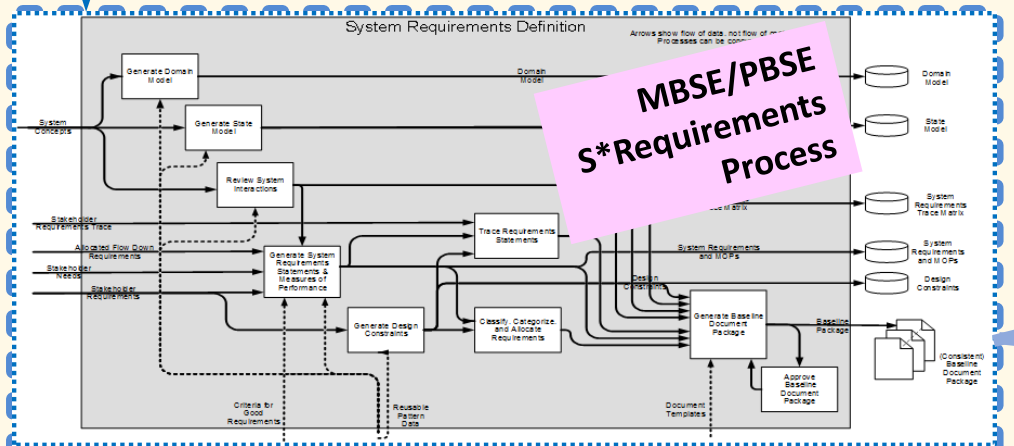 System Requirements Definition
Arrows show flow of data, not flow of
Processes can be
MBSE/PBSE
S*Requirements
Process
Generate Domain
Model
Domain
Model
Domain
Model
Generate State
Model
System
Concepts
State
Model
Review System
Interactions
System
Requirements
Trace Matrix
Matrix
Stakeholder
Requirements Trace
Trace Requirements
Statements
Allocated Flow Down
Requirements
Generate System
Requirements
Statements &
Measures of
Performance
System Requirements
and MOPs
System
Requirements
and MOPs
Stakeholder
Needs
Design
Constraints
Design
Constraints
Stakeholder
Requirements
Generate Design
Constraints
Classify, Categorize,
and Allocate
Requirements
Generate Baseline
Document
Package
Baseline
Package
(Consistent)
Baseline
Document
Package
Approve
Baseline
Document
Package
Criteria for
Good
Requirements
Reusable
Pattern
Data
Document
Templates